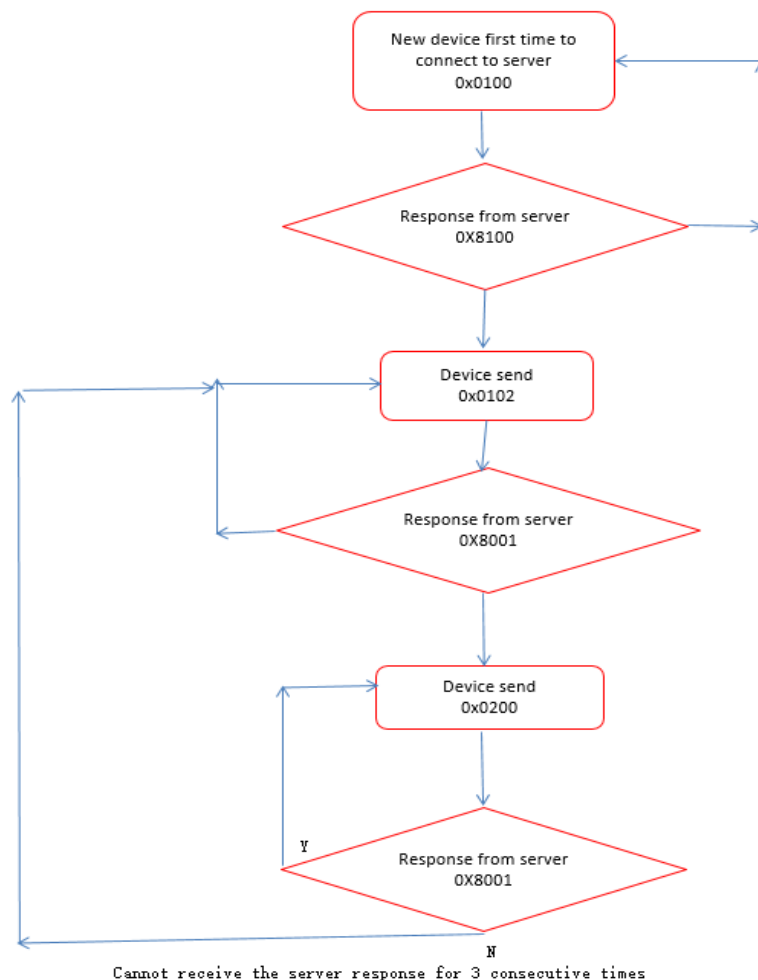 New device first time to
connect to server
0x0100
Response from server
0X8100
Device send
0x0102
Response from server
0X8001
Device send
0x0200
Y
Response from server
0X8001
N
Cannot receive the server response for 3 consecutive times